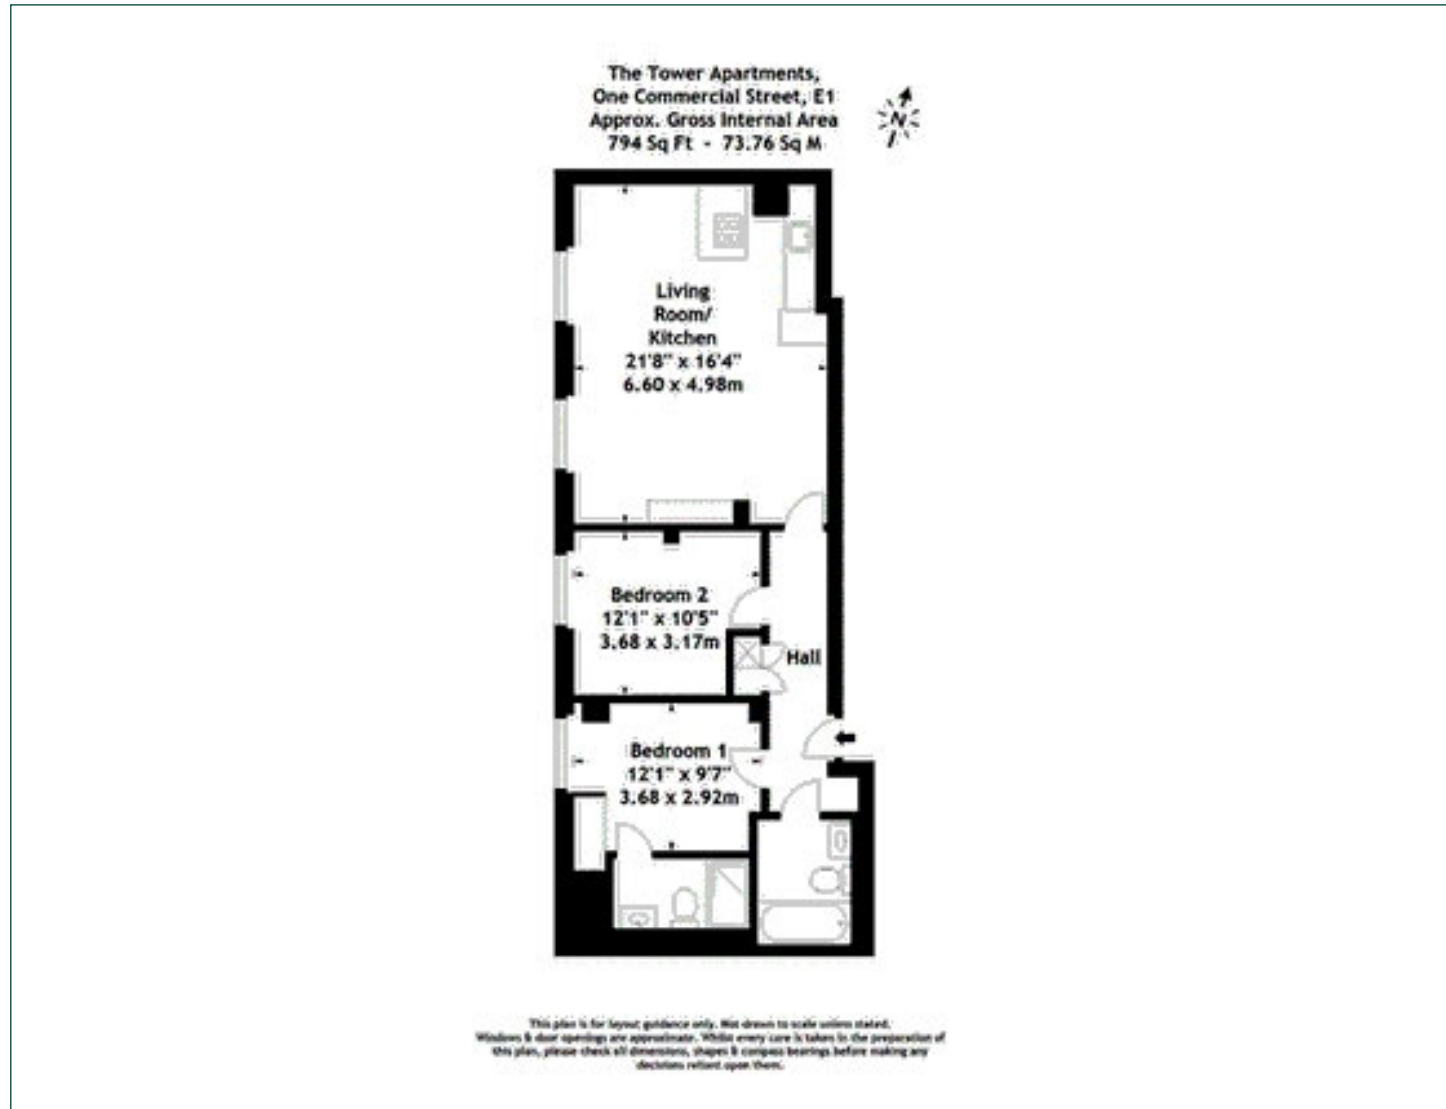 The Tower Apartments,
One Commercial Street, E1
Approx. Gross Internal Area
794 Sq Ft - 73.76 Sq M
N
Living
Room/
Kitchen
21'8" x 16'4"
6.60 x 4.98m
Bedroom 2
12'1" x 10'5"
3.68 x 3.17m
Hall
Bedroom 1
12'1" x 9'7"
3.68 x 2.92m
This plan is for layout guidance only. Not drawn to scale unless stated.
Windows & door openings are approximate. Whilst every care is taken in the preparation of
this plan, please check all dimensions, shapes & compass bearings before making any
decisions reliant upon them.